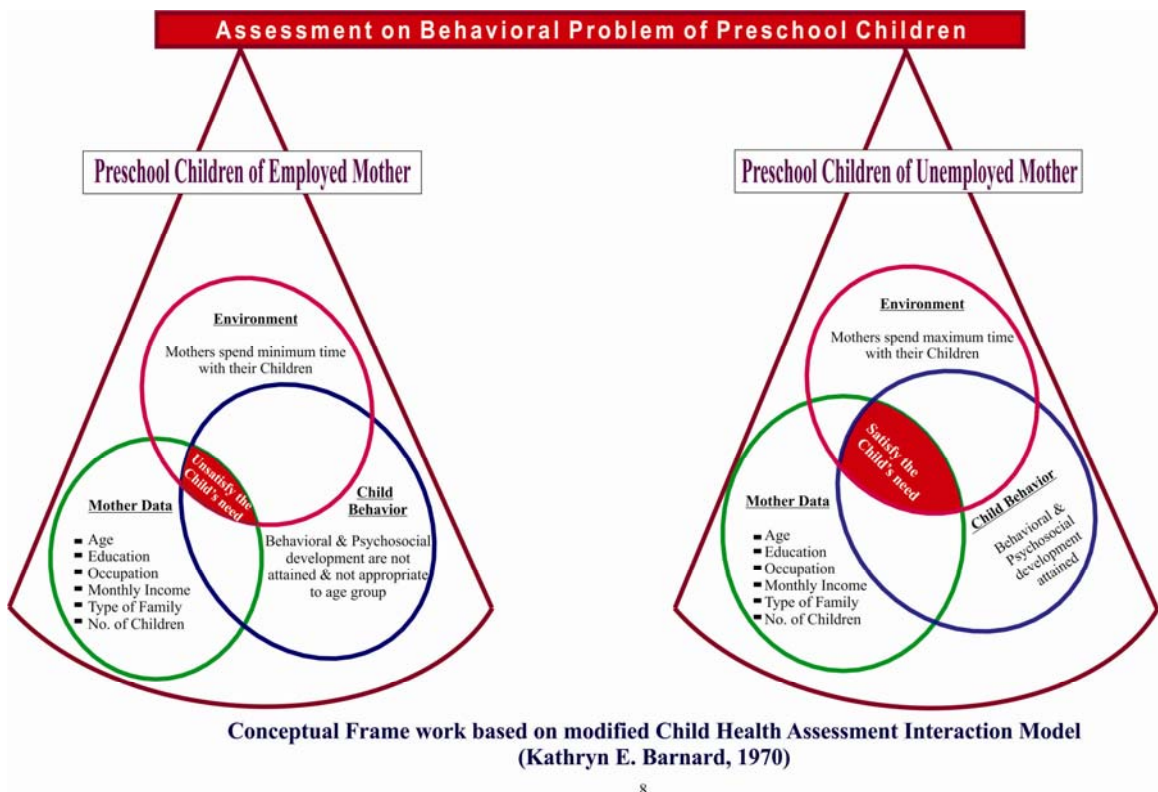 Assessment on Behavioral Problem of Preschool Children
Preschool Children of Employed Mother
Environment
Mothers spend minimum time
with their Children
Unsatisfy the
Child's need
Mother Data
Age
Education
Occupation
Monthly Income
Type of Family
No. of Children
Child
Behavior
Behavioral & Psychosocial
development are not
attained & not appropriate
to age group
Preschool Children of Unemployed Mother
Environment
Mothers spend maximum time
with their Children
Satisfy the
Child's need
Mother Data
Age
Education
Occupation
Monthly Income
Type of Family
No. of Children
Child Behavior
Behavioral &
Psychosocial
development
attained
Conceptual Frame work based on modified Child Health Assessment Interaction Model
(Kathryn E. Barnard, 1970)
8